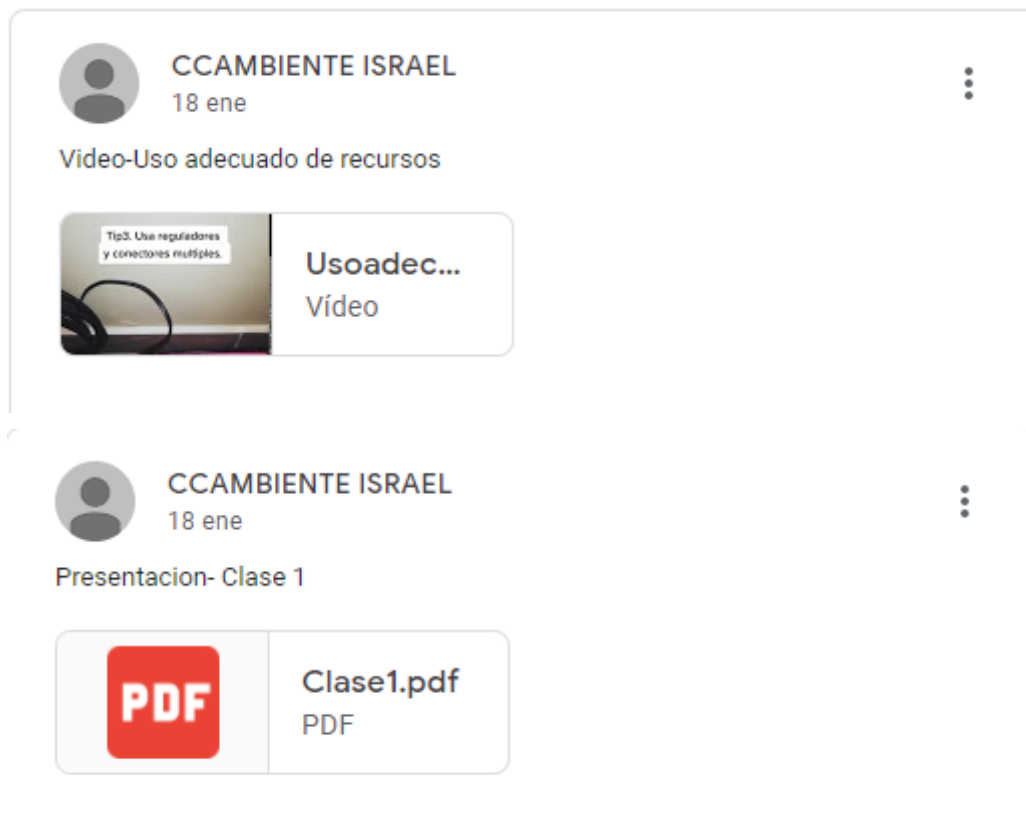 CCAMBIENTE ISRAEL
18 ene
Video-Uso adecuado de recursos
Tip3. Usa reguladores
y conectores multiples.
Usoadec...
Vídeo
CCAMBIENTE ISRAEL
18 ene
Presentacion- Clase 1
PDF
Clase1.pdf
PDF